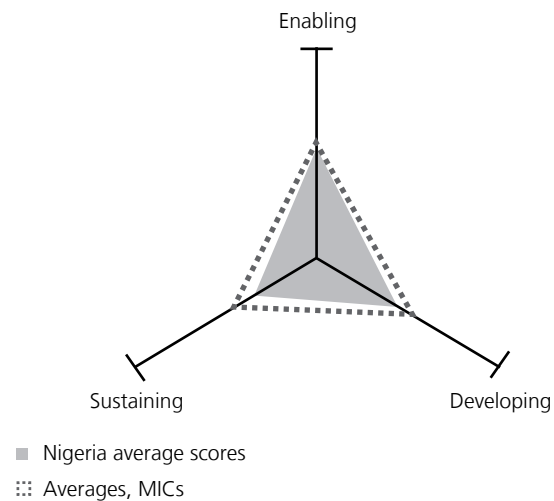 Enabling
Sustaining
Developing
Nigeria average scores
Averages, MICs